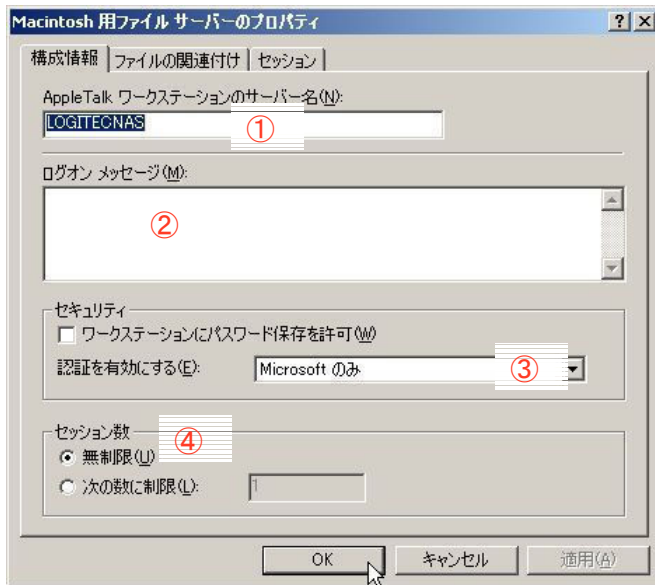 Macintosh 用ファイル サーバーのプロパティ
構成情報 ファイルの関連付け セッション
AppleTalk ワークステーションのサーバー名(N):
LOGITECNAS ①
ログオン メッセージ(M):
②
セキュリティ
ワークステーションにパスワード保存を許可(W)
認証を有効にする(E): Microsoft のみ ③
セッション数 ④
無制限(U)
次の数に制限(L): 1
OK キャンセル 適用(A)